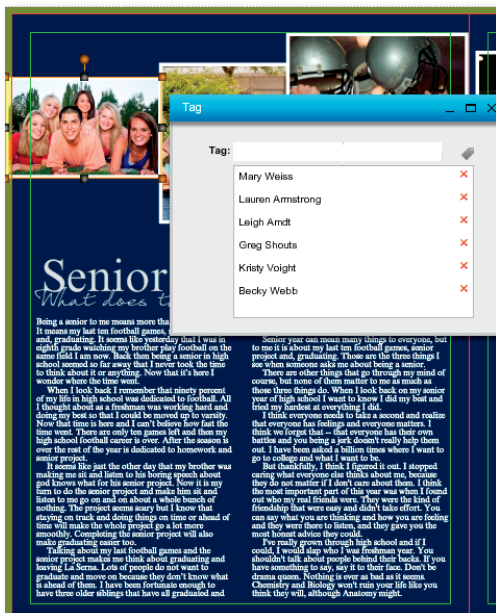 Tag
Tag:
Mary Weiss
Lauren Armstrong
Leigh Arndt
Greg Shouts
Kristy Voight
Becky Webb
Senior
What does t
Being a senior to me means more tha
It means my last ten football games,
and, graduating. It seems like yesterday that I was in
eighth grade watching my brother play football on the
same field I am now. Back then being a senior in high
school seemed so far away that I never took the time
to think about it or anything. Now that it's here I
wonder where the time went.
When I look back I remember that ninety percent
of my life in high school was dedicated to football. All
I thought about as a freshman was working hard and
doing my best so that I could be moved up to varsity.
Now that time is here and I can't believe how fast the
time went. There are only ten games left and then my
high school football career is over. After the season is
over the rest of the year is dedicated to homework and
senior project.
It seems like just the other day that my brother was
making me sit and listen to his boring speech about
god knows what for his senior project. Now it is my
turn to do the senior project and make him sit and
listen to me go on and on about a whole bunch of
nothing. The project seems scary but I know that
staying on track and doing things on time or ahead of
time will make the whole project go a lot more
smoothly. Completing the senior project will also
make graduating easier too.
Talking about my last football games and the
senior project makes me think about graduating and
leaving La Serna. Lots of people do not want to
graduate and move on because they don't know what
is ahead of them. I have been fortunate enough to
have three older siblings that have all graduated and
Senior year can mean many things to everyone, but
to me it is about my last ten football games, senior
project and, graduating. Those are the three things I
see when someone asks me about being a senior.
There are other things that go through my mind of
course, but none of them matter to me as much as
those three things do. When I look back on my senior
year of high school I want to know I did my best and
tried my hardest at everything I did.
I think everyone needs to take a second and realize
that everyone has feelings and everyone matters. I
think we forget that -- that everyone has their own
battles and you being a jerk doesn't really help them
out. I have been asked a billion times where I want to
go to college and what I want to be.
But thankfully, I think I figured it out. I stopped
caring what everyone else thinks about me, because
they do not matter if I don't care about them. I think
the most important part of this year was when I found
out who my real friends were. They were the kind of
friendship that were easy and didn't take effort. You
can say what you are thinking and how you are feeling
and they were there to listen, and they gave you the
most honest advice they could.
I've really grown through high school and if I
could, I would slap who I was freshman year. You
shouldn't talk about people behind their backs. If you
have something to say, say it to their face. Don't be
drama queen. Nothing is ever as bad as it seems.
Chemistry and Biology won't ruin your life like you
think they will, although Anatomy might.